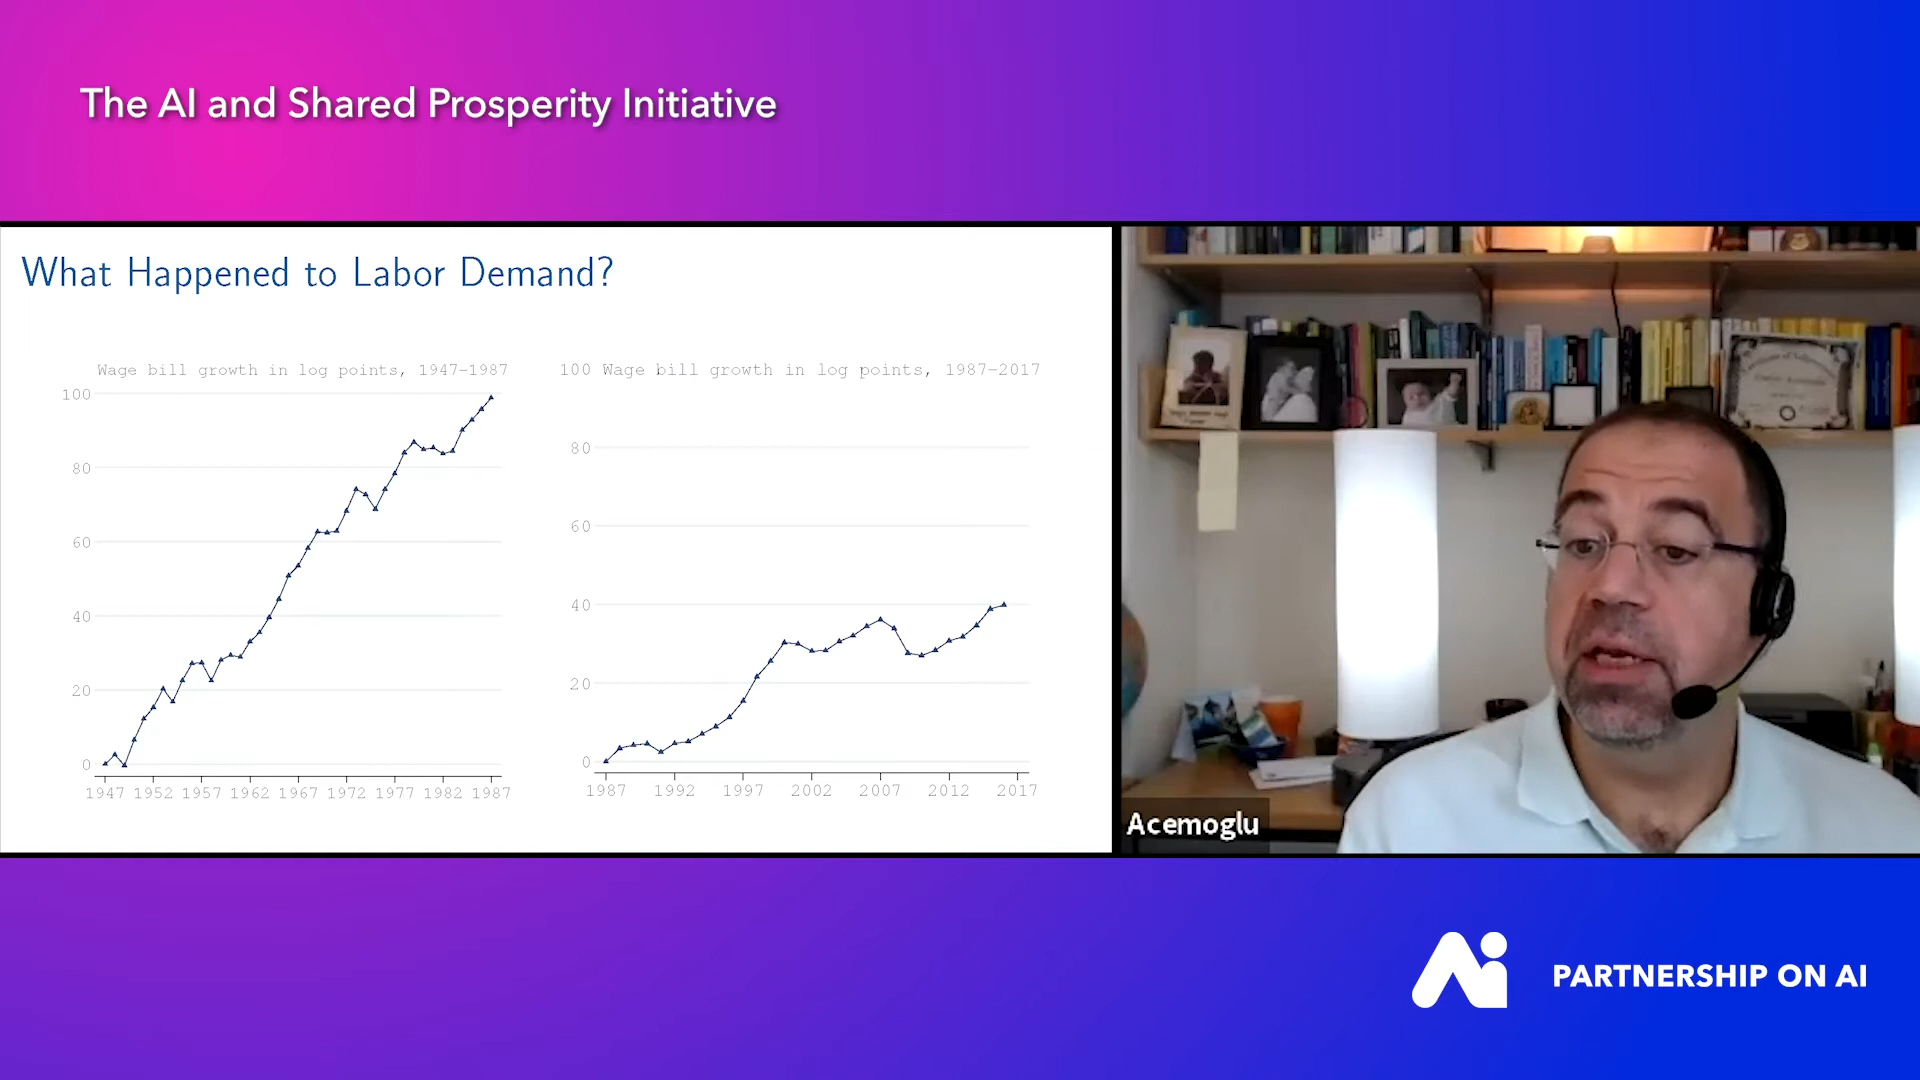 The AI and Shared Prosperity Initiative
What Happened to Labor Demand?
Wage bill growth in log points, 1947-1987
100
80
60
40
20
0
1947 1952 1957 1962 1967 1972 1977 1982 1987
100 Wage bill growth in log points, 1987-2017
80
60
40
20
0
1987 1992 1997 2002 2007 2012 2017
Acemoglu
Ai PARTNERSHIP ON AI